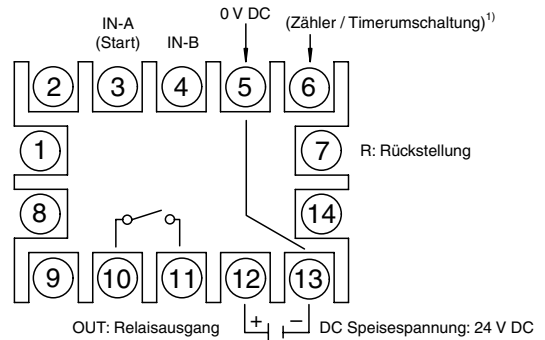 IN-A
(Start)
IN-B
0 V DC
(Zähler / Timerumschaltung)¹⁾
2 3 4 5 6
1 7 R: Rückstellung
8 14
9 10 11 12 13
OUT: Relaisausgang + − DC Speisespannung: 24 V DC